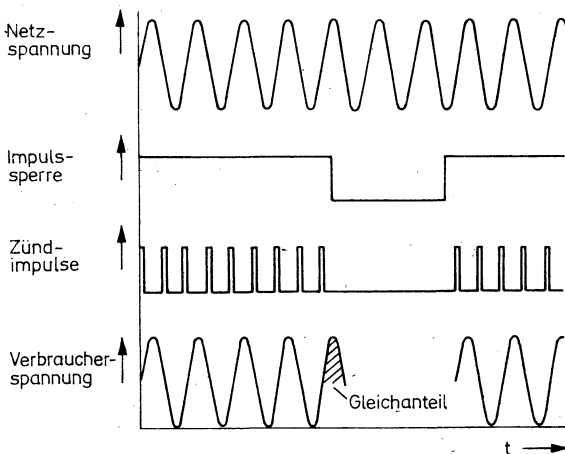 Netz-
spannung
Impuls-
sperre
Zünd-
impulse
Verbraucher-
spannung
Gleichanteil
t